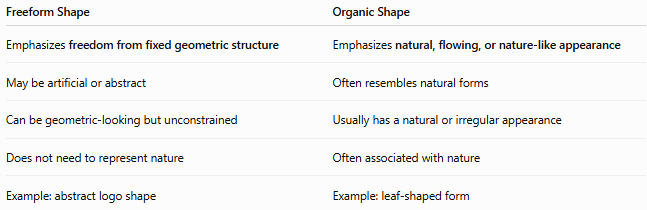 Freeform Shape Organic Shape
Emphasizes freedom from fixed geometric structure Emphasizes natural, flowing, or nature-like appearance
May be artificial or abstract Often resembles natural forms
Can be geometric-looking but unconstrained Usually has a natural or irregular appearance
Does not need to represent nature Often associated with nature
Example: abstract logo shape Example: leaf-shaped form